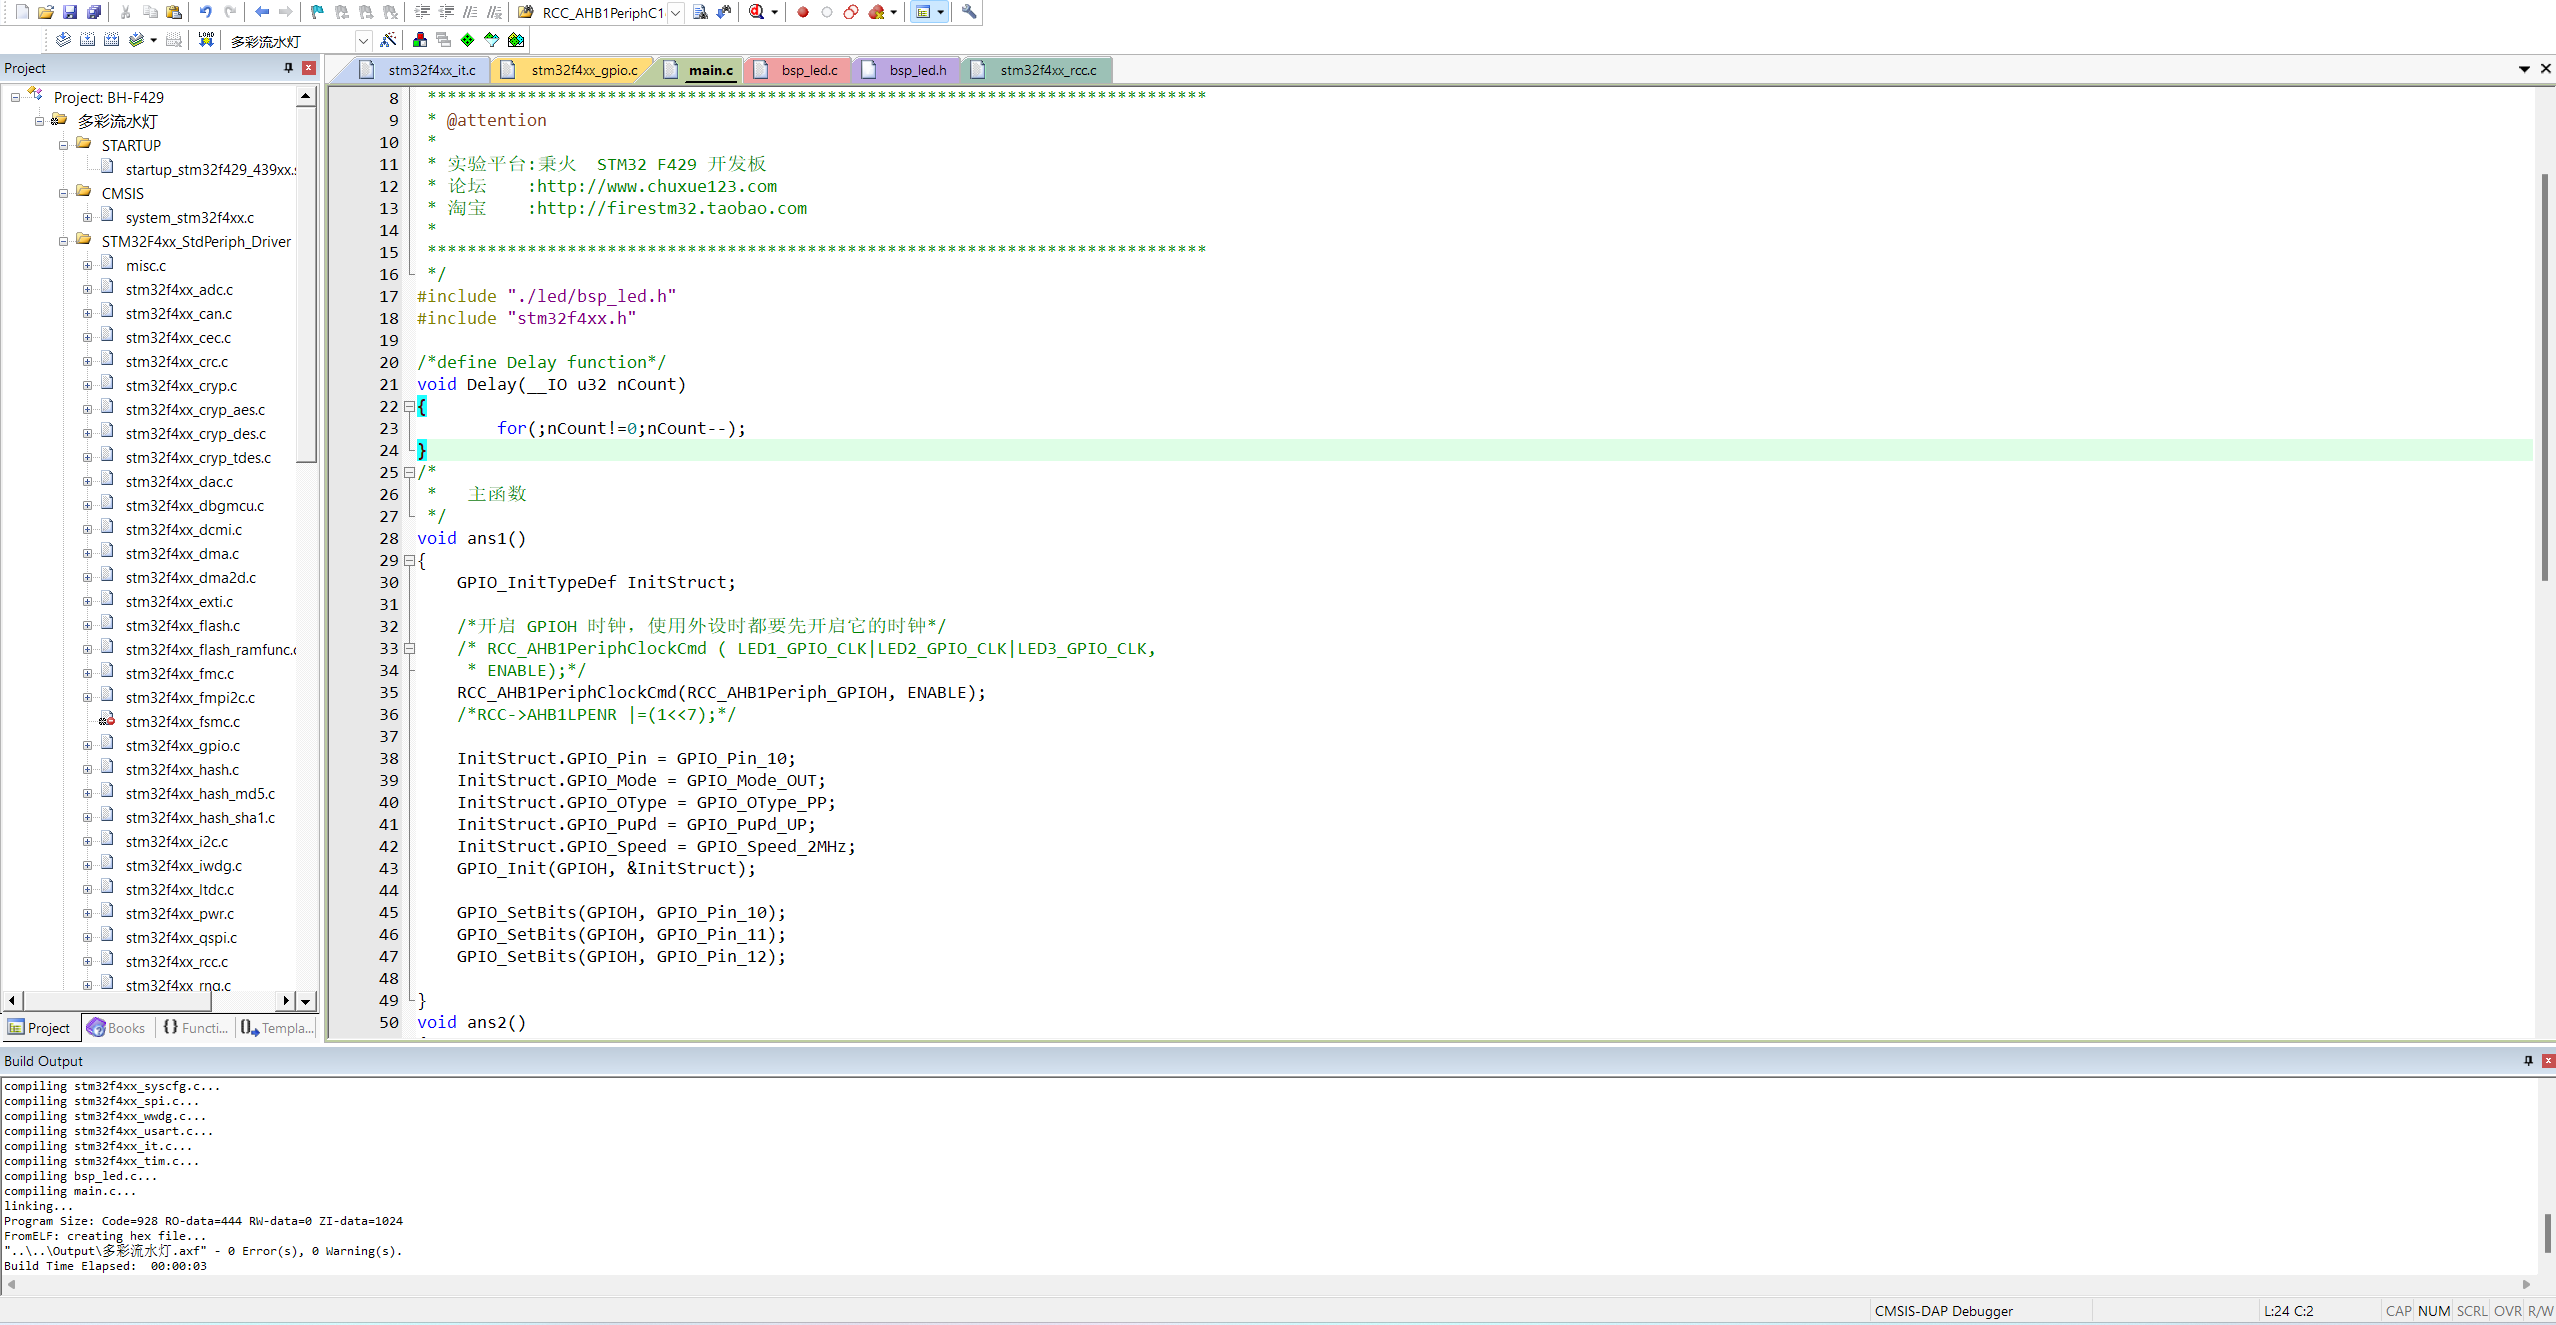 RCC_AHB1PeriphC1
LOAD
多彩流水灯
Project
Project: BH-F429
多彩流水灯
STARTUP
startup_stm32f429_439xx.s
CMSIS
system_stm32f4xx.c
STM32F4xx_StdPeriph_Driver
misc.c
stm32f4xx_adc.c
stm32f4xx_can.c
stm32f4xx_cec.c
stm32f4xx_crc.c
stm32f4xx_cryp.c
stm32f4xx_cryp_aes.c
stm32f4xx_cryp_des.c
stm32f4xx_cryp_tdes.c
stm32f4xx_dac.c
stm32f4xx_dbgmcu.c
stm32f4xx_dcmi.c
stm32f4xx_dma.c
stm32f4xx_dma2d.c
stm32f4xx_exti.c
stm32f4xx_flash.c
stm32f4xx_flash_ramfunc.c
stm32f4xx_fmc.c
stm32f4xx_fmpi2c.c
stm32f4xx_fsmc.c
stm32f4xx_gpio.c
stm32f4xx_hash.c
stm32f4xx_hash_md5.c
stm32f4xx_hash_sha1.c
stm32f4xx_i2c.c
stm32f4xx_iwdg.c
stm32f4xx_ltdc.c
stm32f4xx_pwr.c
stm32f4xx_qspi.c
stm32f4xx_rcc.c
stm32f4xx_rng.c
Project Books {} Functi... Templa...
stm32f4xx_it.c stm32f4xx_gpio.c main.c bsp_led.c bsp_led.h stm32f4xx_rcc.c
8 ******************************************************************************
9 * @attention
10 *
11 * 实验平台:秉火 STM32 F429 开发板
12 * 论坛 :http://www.chuxue123.com
13 * 淘宝 :http://firestm32.taobao.com
14 *
15 ******************************************************************************
16 */
17 #include "./led/bsp_led.h"
18 #include "stm32f4xx.h"
19
20 /*define Delay function*/
21 void Delay(__IO u32 nCount)
22 {
23 for(;nCount!=0;nCount--);
24 }
25 /*
26 * 主函数
27 */
28 void ans1()
29 {
30 GPIO_InitTypeDef InitStruct;
31
32 /*开启 GPIOH 时钟，使用外设时都要先开启它的时钟*/
33 /* RCC_AHB1PeriphClockCmd ( LED1_GPIO_CLK|LED2_GPIO_CLK|LED3_GPIO_CLK,
34 * ENABLE);*/
35 RCC_AHB1PeriphClockCmd(RCC_AHB1Periph_GPIOH, ENABLE);
36 /*RCC->AHB1LPENR |=(1<<7);*/
37
38 InitStruct.GPIO_Pin = GPIO_Pin_10;
39 InitStruct.GPIO_Mode = GPIO_Mode_OUT;
40 InitStruct.GPIO_OType = GPIO_OType_PP;
41 InitStruct.GPIO_PuPd = GPIO_PuPd_UP;
42 InitStruct.GPIO_Speed = GPIO_Speed_2MHz;
43 GPIO_Init(GPIOH, &InitStruct);
44
45 GPIO_SetBits(GPIOH, GPIO_Pin_10);
46 GPIO_SetBits(GPIOH, GPIO_Pin_11);
47 GPIO_SetBits(GPIOH, GPIO_Pin_12);
48
49 }
50 void ans2()
Build Output
compiling stm32f4xx_syscfg.c...
compiling stm32f4xx_spi.c...
compiling stm32f4xx_wwdg.c...
compiling stm32f4xx_usart.c...
compiling stm32f4xx_it.c...
compiling stm32f4xx_tim.c...
compiling bsp_led.c...
compiling main.c...
linking...
Program Size: Code=928 RO-data=444 RW-data=0 ZI-data=1024
FromELF: creating hex file...
"..\..\Output\多彩流水灯.axf" - 0 Error(s), 0 Warning(s).
Build Time Elapsed: 00:00:03
CMSIS-DAP Debugger L:24 C:2 CAP NUM SCRL OVR R/W